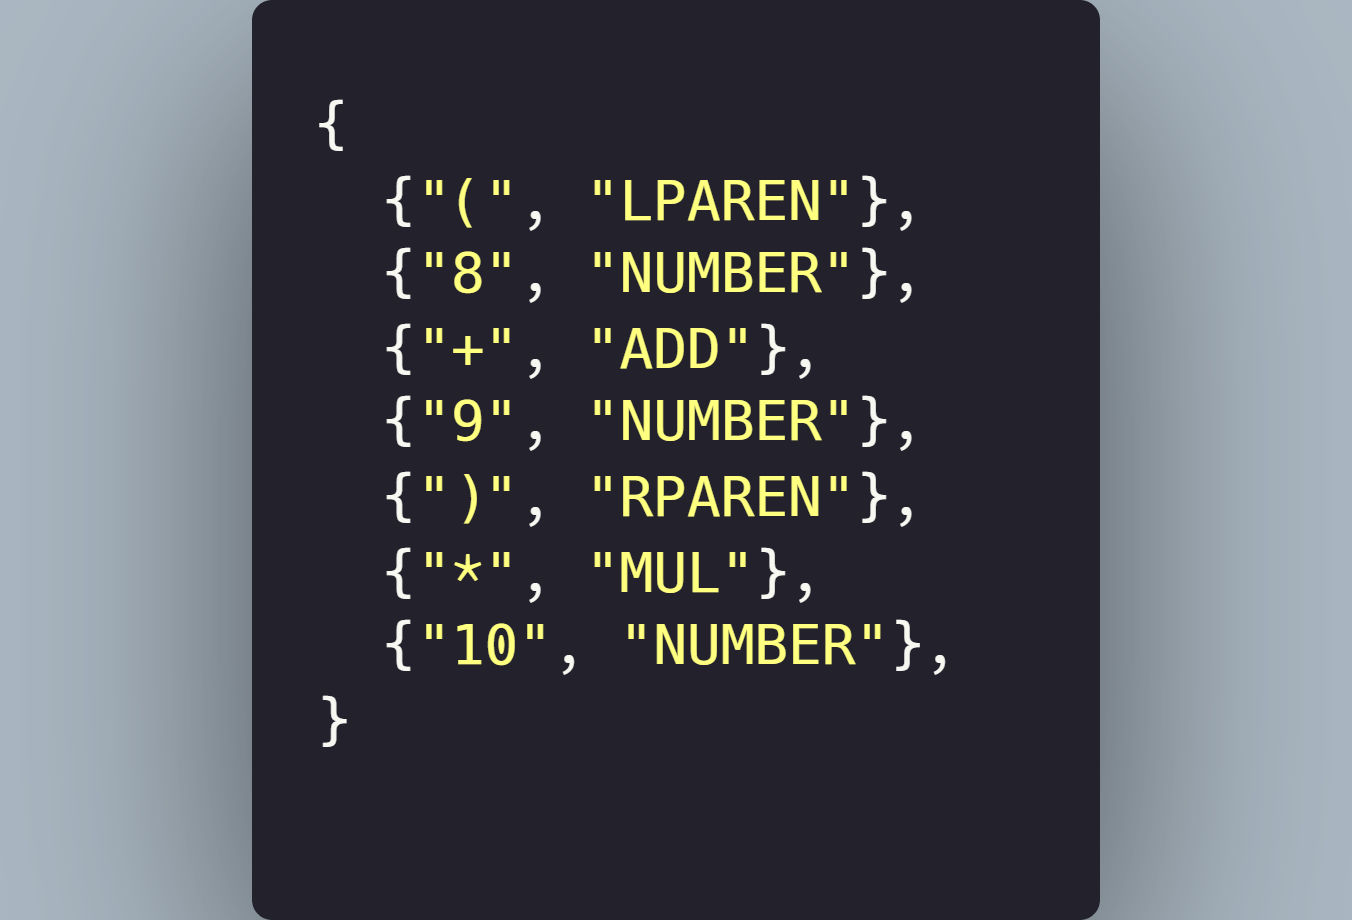 {
{"(", "LPAREN"},
{"8", "NUMBER"},
{"+", "ADD"},
{"9", "NUMBER"},
{")", "RPAREN"},
{"*", "MUL"},
{"10", "NUMBER"},
}